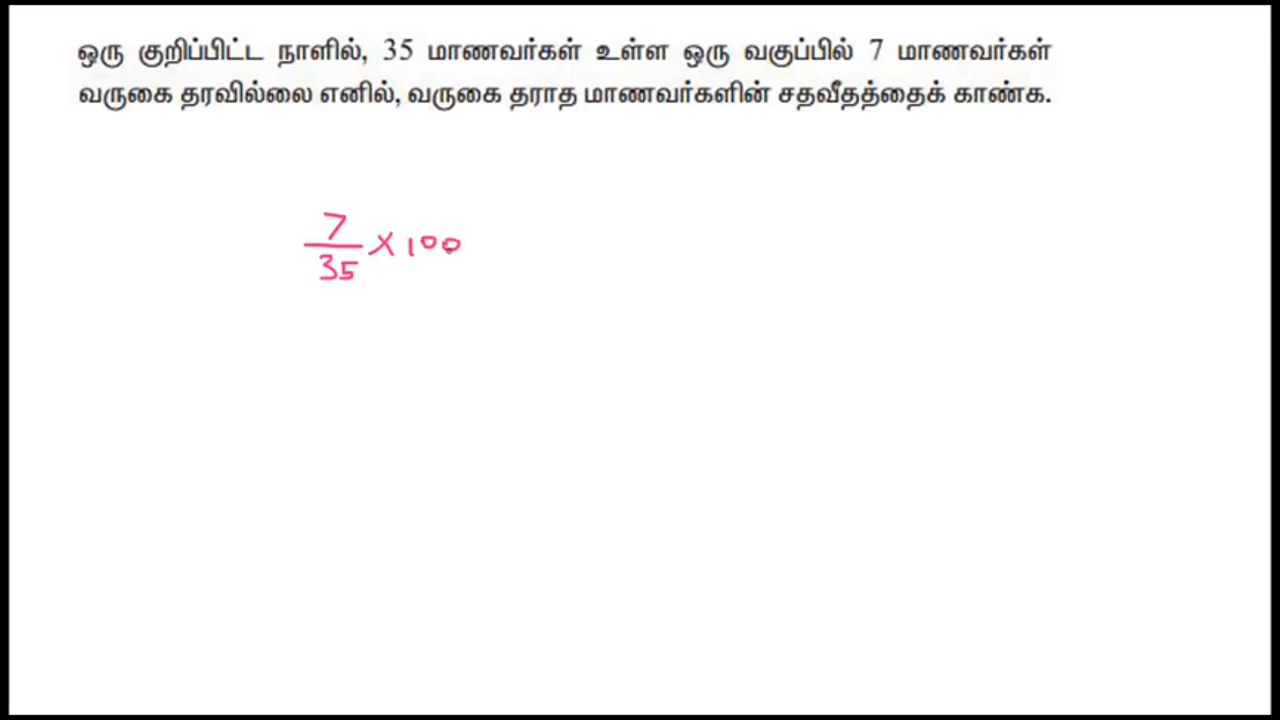 ஒரு குறிப்பிட்ட நாளில், 35 மாணவர்கள் உள்ள ஒரு வகுப்பில் 7 மாணவர்கள்
வருகை தரவில்லை எனில், வருகை தராத மாணவர்களின் சதவீதத்தைக் காண்க.
7
35
× 100